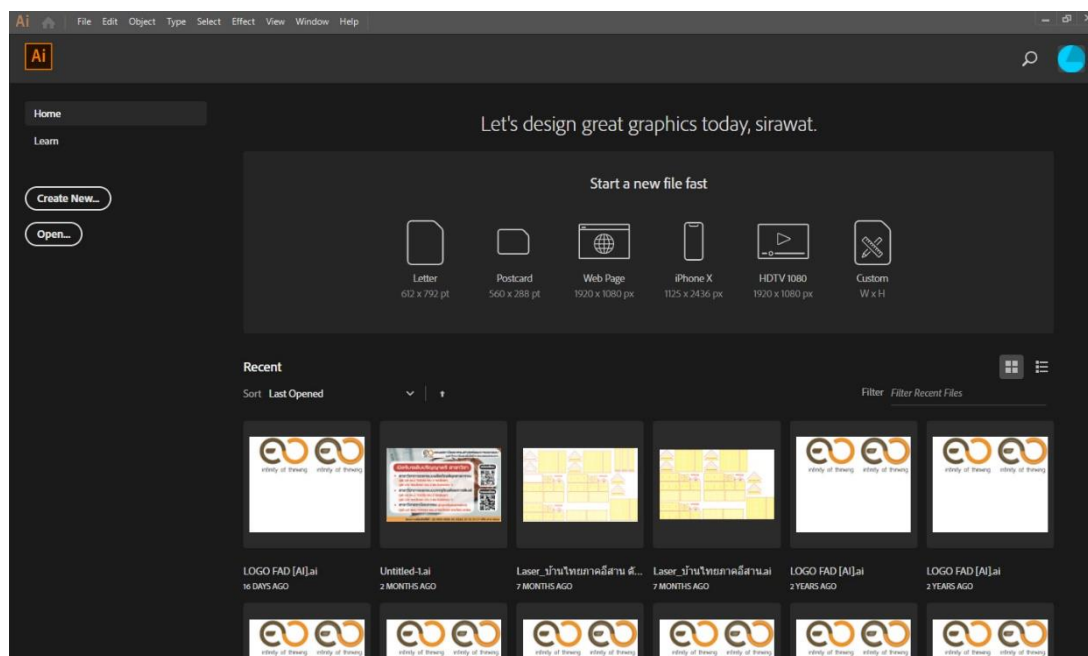 Ai File Edit Object Type Select Effect View Window Help
Ai
Home
Learn
Create New...
Open...
Let's design great graphics today, sirawat.
Start a new file fast
Letter Postcard Web Page iPhone X HDTV 1080 Custom
612 x 792 pt 560 x 288 pt 1920 x 1080 px 1125 x 2436 px 1920 x 1080 px W x H
Recent
Sort Last Opened Filter Filter Recent Files
LOGO FAD [AI].ai Untitled-1.ai Laser_บ้านไทยภาคอีสาน ตั... Laser_บ้านไทยภาคอีสาน.ai LOGO FAD [AI].ai LOGO FAD [AI].ai
16 DAYS AGO 2 MONTHS AGO 7 MONTHS AGO 7 MONTHS AGO 2 YEARS AGO 2 YEARS AGO